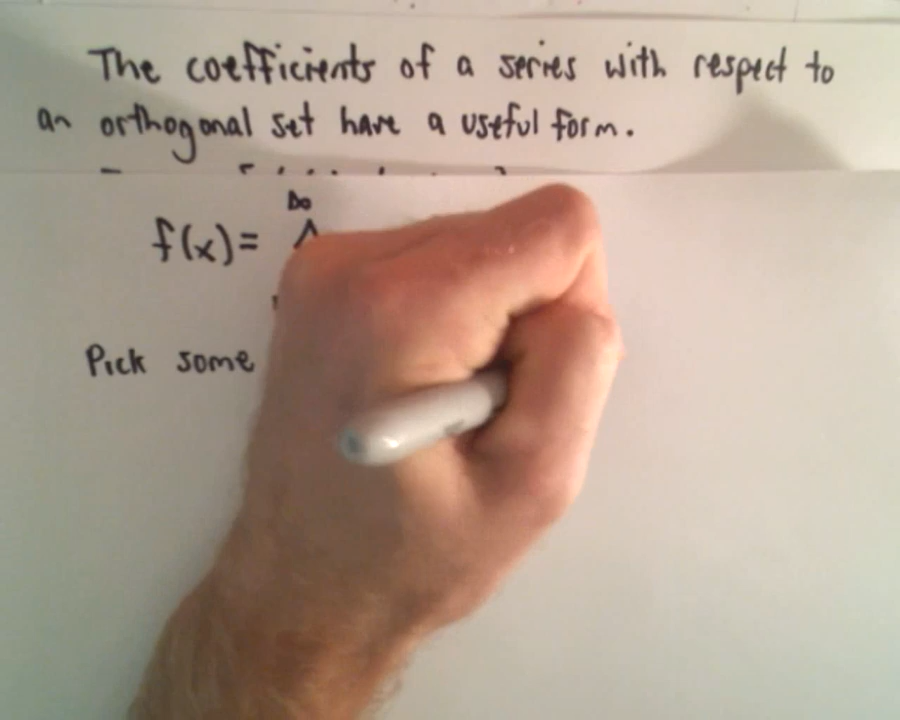 The coefficients of a series with respect to
an orthogonal set have a useful form.
∞
f(x)=
Pick some